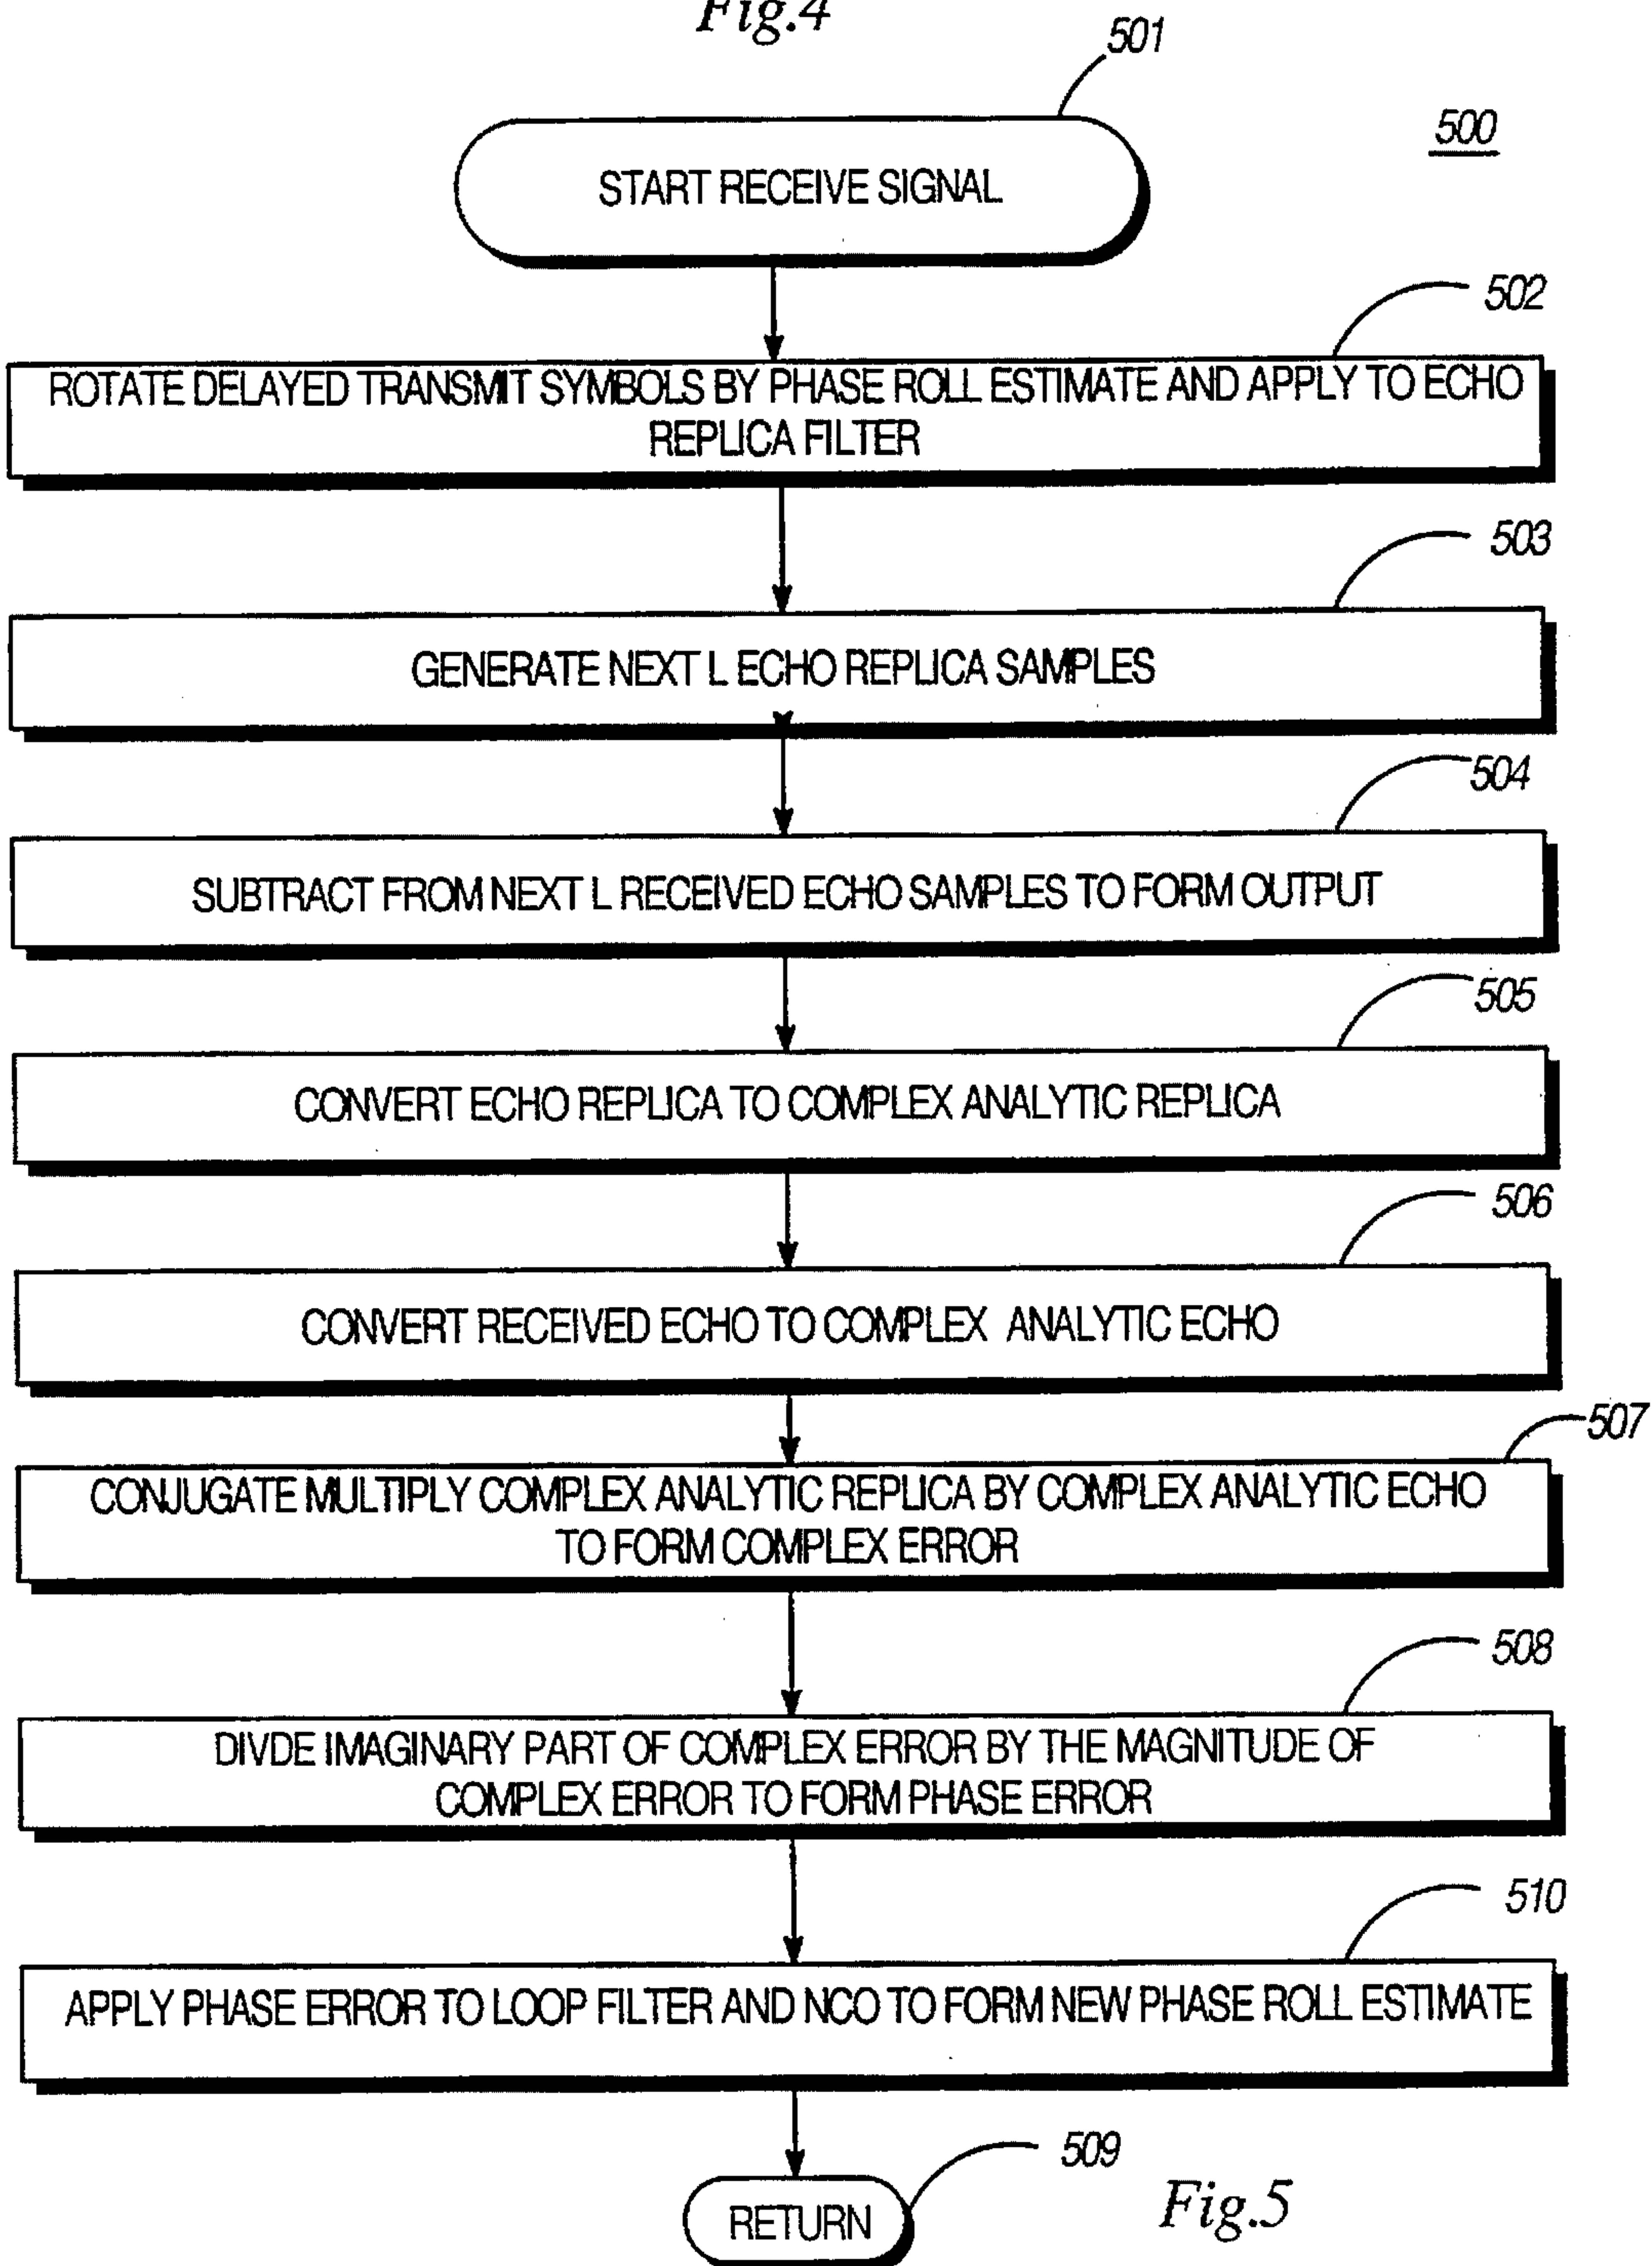 Fig.4
501
500
START RECEIVE SIGNAL
502
ROTATE DELAYED TRANSMIT SYMBOLS BY PHASE ROLL ESTIMATE AND APPLY TO ECHO
REPLICA FILTER
503
GENERATE NEXT L ECHO REPLICA SAMPLES
504
SUBTRACT FROM NEXT L RECEIVED ECHO SAMPLES TO FORM OUTPUT
505
CONVERT ECHO REPLICA TO COMPLEX ANALYTIC REPLICA
506
CONVERT RECEIVED ECHO TO COMPLEX ANALYTIC ECHO
507
CONJUGATE MULTIPLY COMPLEX ANALYTIC REPLICA BY COMPLEX ANALYTIC ECHO
TO FORM COMPLEX ERROR
508
DIVDE IMAGINARY PART OF COMPLEX ERROR BY THE MAGNITUDE OF
COMPLEX ERROR TO FORM PHASE ERROR
510
APPLY PHASE ERROR TO LOOP FILTER AND NCO TO FORM NEW PHASE ROLL ESTIMATE
509
RETURN
Fig.5